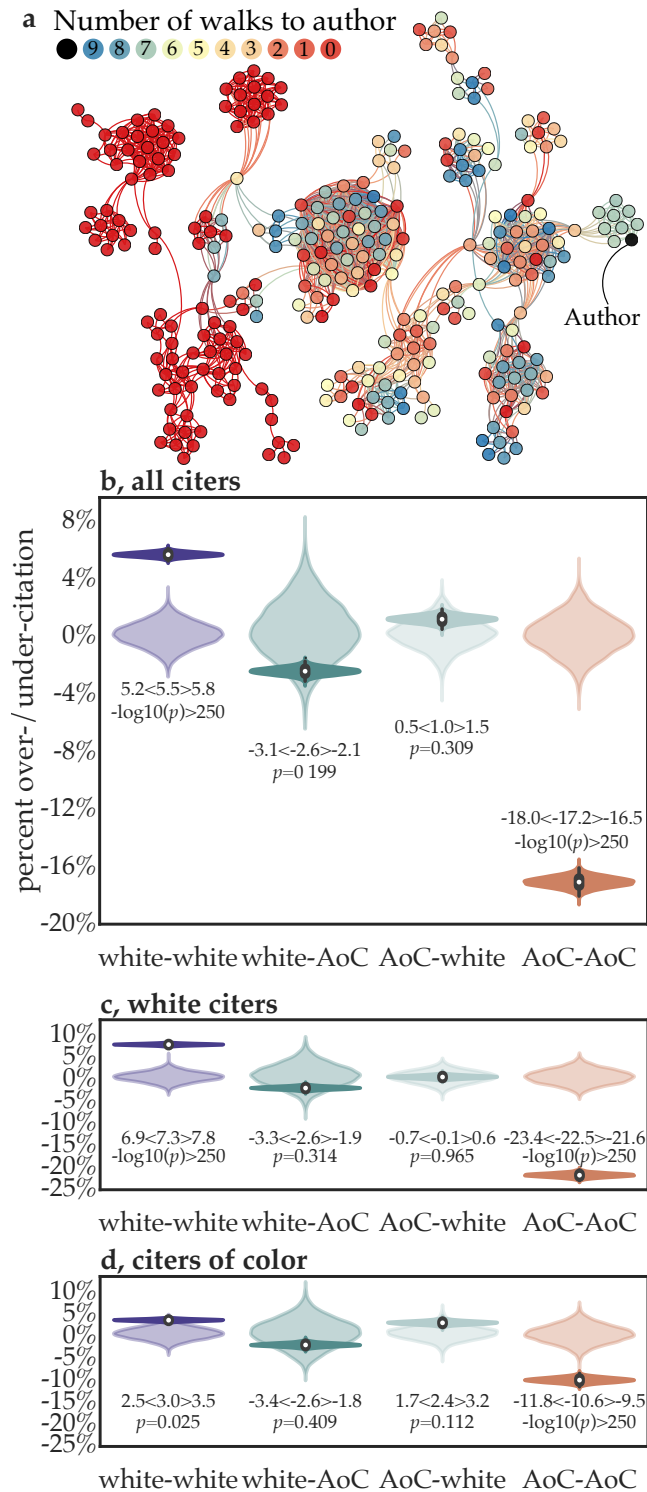 a Number of walks to author
9 8 7 6 5 4 3 2 1 0
Author
b, all citers
percent over-/ under-citation
8%
4%
0%
-4%
-8%
-12%
-16%
-20%
5.2<5.5>5.8
-log10(p)>250
-3.1<-2.6>-2.1
p=0 199
0.5<1.0>1.5
p=0.309
-18.0<-17.2>-16.5
-log10(p)>250
white-white white-AoC AoC-white AoC-AoC
c, white citers
10%
5%
0%
-5%
-10%
-15%
-20%
-25%
6.9<7.3>7.8
-log10(p)>250
-3.3<-2.6>-1.9
p=0.314
-0.7<-0.1>0.6
p=0.965
-23.4<-22.5>-21.6
-log10(p)>250
white-white white-AoC AoC-white AoC-AoC
d, citers of color
10%
5%
0%
-5%
-10%
-15%
-20%
-25%
2.5<3.0>3.5
p=0.025
-3.4<-2.6>-1.8
p=0.409
1.7<2.4>3.2
p=0.112
-11.8<-10.6>-9.5
-log10(p)>250
white-white white-AoC AoC-white AoC-AoC